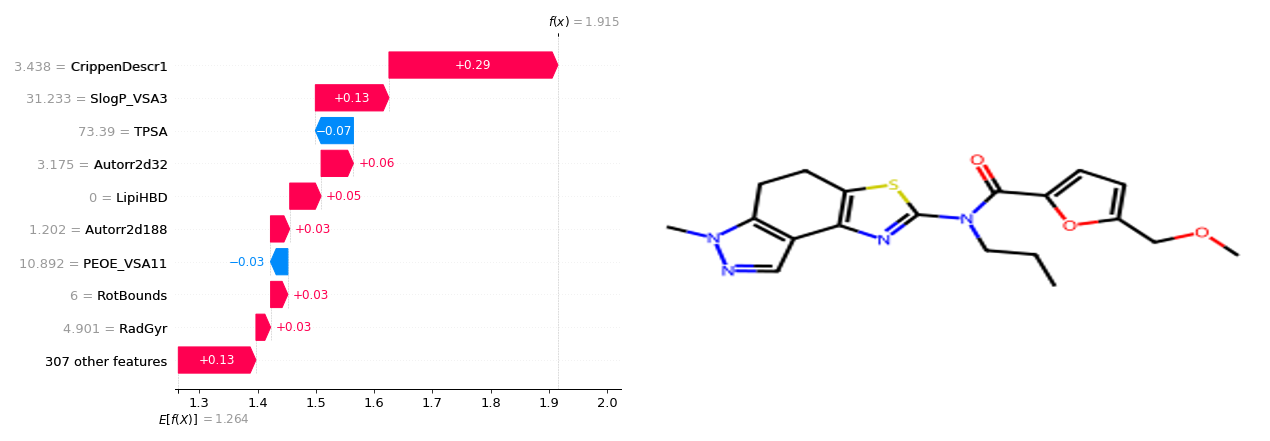 f(x) = 1.915
3.438 = CrippenDescr1
+0.29
31.233 = SlogP_VSA3
+0.13
73.39 = TPSA
−0.07
3.175 = Autorr2d32
+0.06
0 = LipiHBD
+0.05
1.202 = Autorr2d188
+0.03
10.892 = PEOE_VSA11
−0.03
6 = RotBounds
+0.03
4.901 = RadGyr
+0.03
307 other features
+0.13
1.3 1.4 1.5 1.6 1.7 1.8 1.9 2.0
E[f(X)] = 1.264
O
S
N
N
O
O
N
N